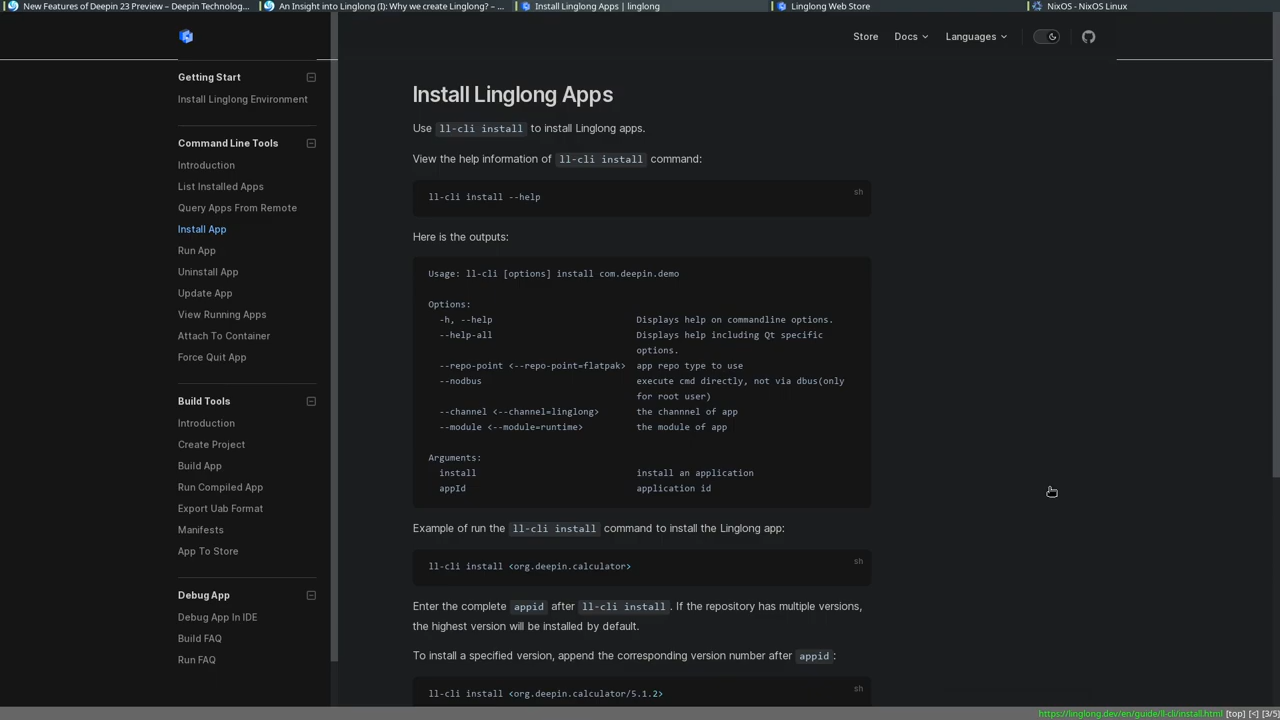 New Features of Deepin 23 Preview – Deepin Technolog...
An Insight into Linglong (I): Why we create Linglong? – ...
Install Linglong Apps | linglong
Linglong Web Store
NixOS - NixOS Linux
Store
Docs
Languages
Getting Start
Install Linglong Environment
Command Line Tools
Introduction
List Installed Apps
Query Apps From Remote
Install App
Run App
Uninstall App
Update App
View Running Apps
Attach To Container
Force Quit App
Build Tools
Introduction
Create Project
Build App
Run Compiled App
Export Uab Format
Manifests
App To Store
Debug App
Debug App In IDE
Build FAQ
Run FAQ
Install Linglong Apps
Use ll-cli install to install Linglong apps.
View the help information of ll-cli install command:
sh
ll-cli install --help
Here is the outputs:
Usage: ll-cli [options] install com.deepin.demo
Options:
-h, --help Displays help on commandline options.
--help-all Displays help including Qt specific
options.
--repo-point <--repo-point=flatpak> app repo type to use
--nodbus execute cmd directly, not via dbus(only
for root user)
--channel <--channel=linglong> the channnel of app
--module <--module=runtime> the module of app
Arguments:
install install an application
appId application id
Example of run the ll-cli install command to install the Linglong app:
sh
ll-cli install <org.deepin.calculator>
Enter the complete appid after ll-cli install. If the repository has multiple versions,
the highest version will be installed by default.
To install a specified version, append the corresponding version number after appid:
sh
ll-cli install <org.deepin.calculator/5.1.2>
https://linglong.dev/en/guide/ll-cli/install.html [top] [<] [3/5]